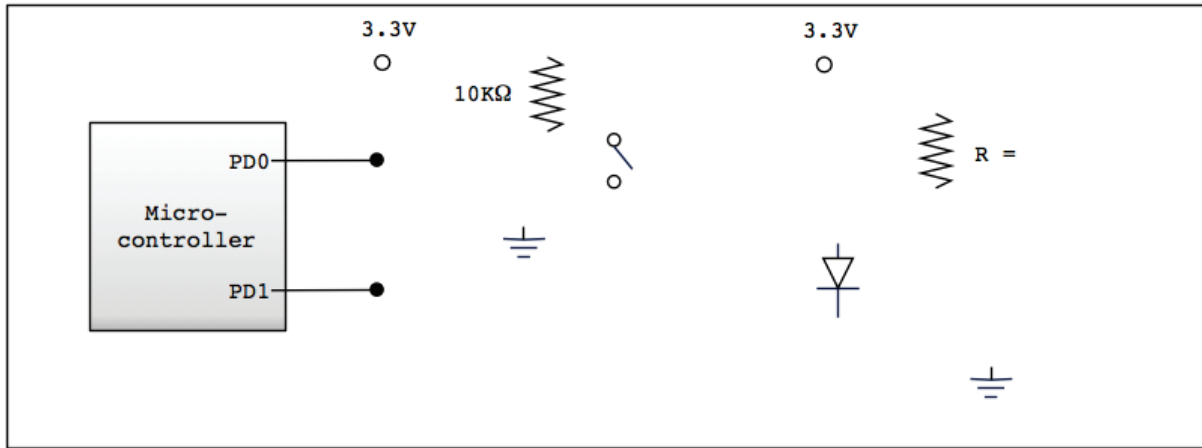 3.3V
3.3V
10KΩ
R =
PD0
Micro-
controller
PD1